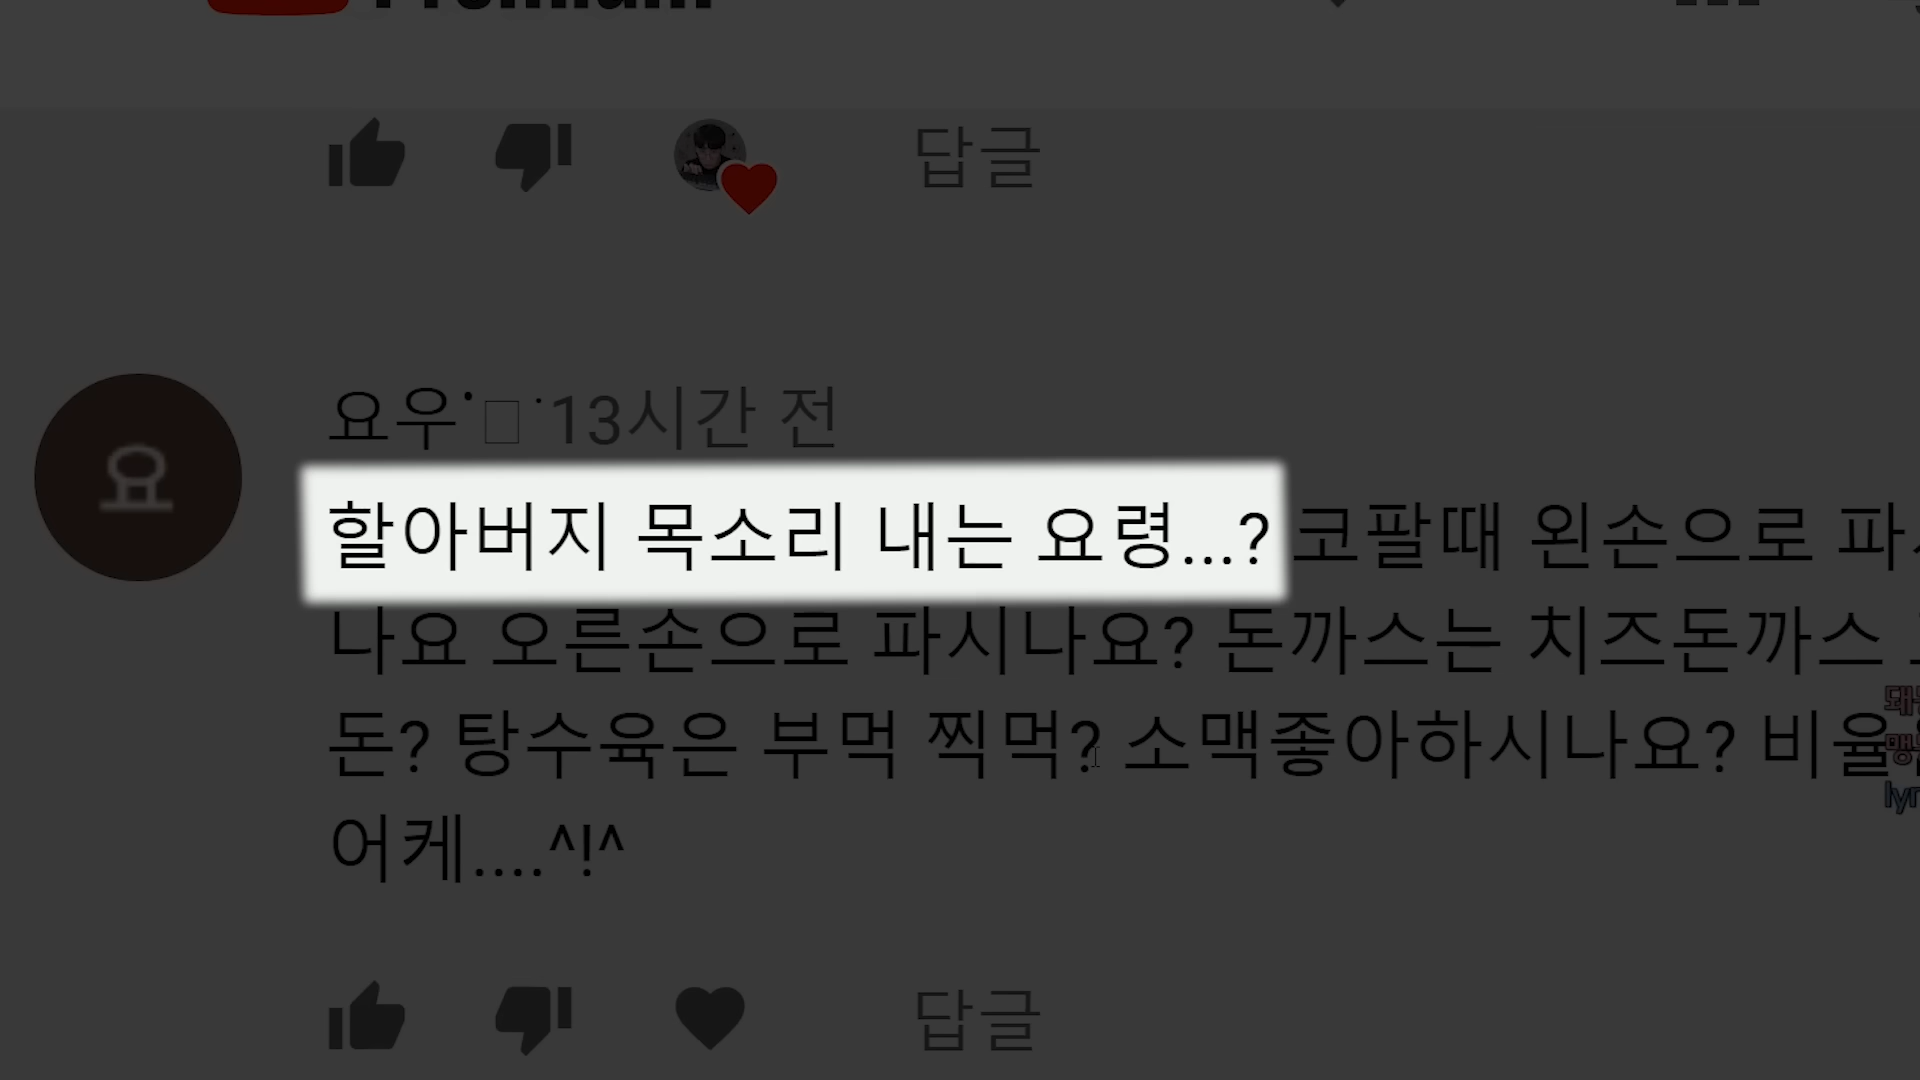 Premium
답글
요우 13시간 전
할아버지 목소리 내는 요령...? 코팔때 왼손으로 파
나요 오른손으로 파시나요? 돈까스는 치즈돈까스
돈? 탕수육은 부먹 찍먹? 소맥좋아하시나요? 비율
어케....^!^
답글
요